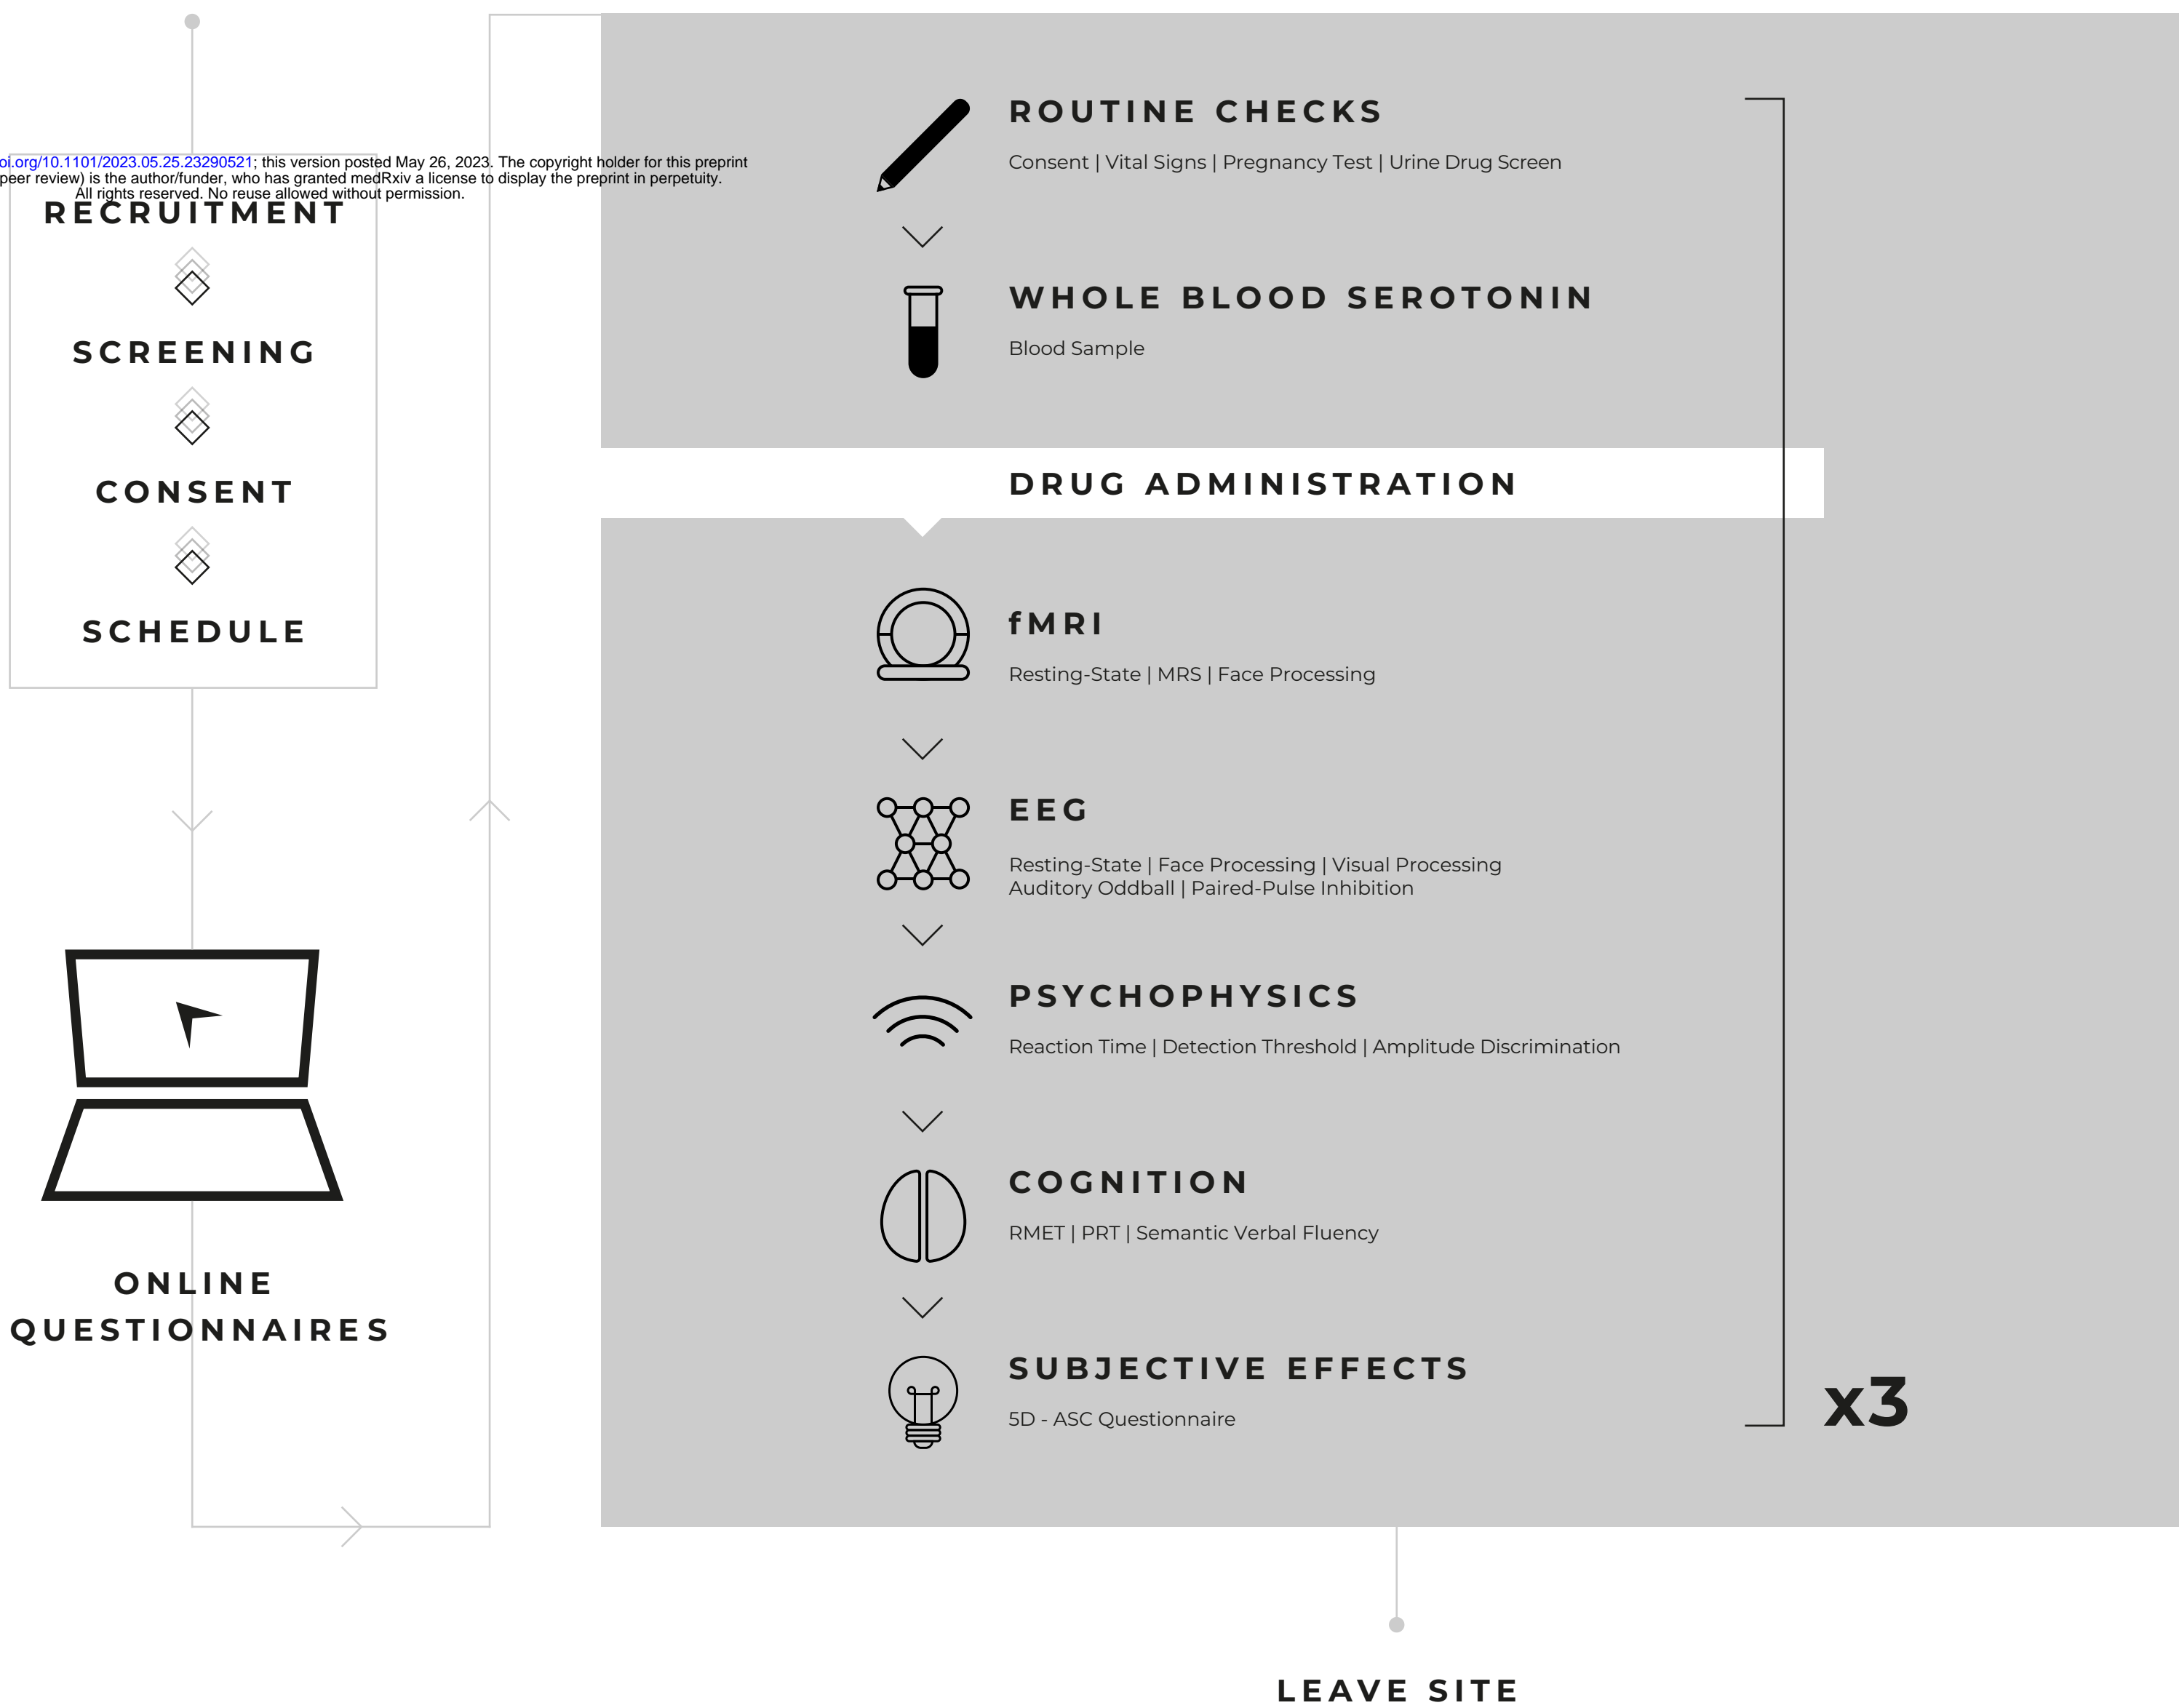 oi.org/10.1101/2023.05.25.23290521; this version posted May 26, 2023. The copyright holder for this preprint
peer review) is the author/funder, who has granted medRxiv a license to display the preprint in perpetuity.
All rights reserved. No reuse allowed without permission.
RECRUITMENT
SCREENING
CONSENT
SCHEDULE
ONLINE
QUESTIONNAIRES
ROUTINE CHECKS
Consent | Vital Signs | Pregnancy Test | Urine Drug Screen
WHOLE BLOOD SEROTONIN
Blood Sample
DRUG ADMINISTRATION
fMRI
Resting-State | MRS | Face Processing
EEG
Resting-State | Face Processing | Visual Processing
Auditory Oddball | Paired-Pulse Inhibition
PSYCHOPHYSICS
Reaction Time | Detection Threshold | Amplitude Discrimination
COGNITION
RMET | PRT | Semantic Verbal Fluency
SUBJECTIVE EFFECTS
5D - ASC Questionnaire
x3
LEAVE SITE